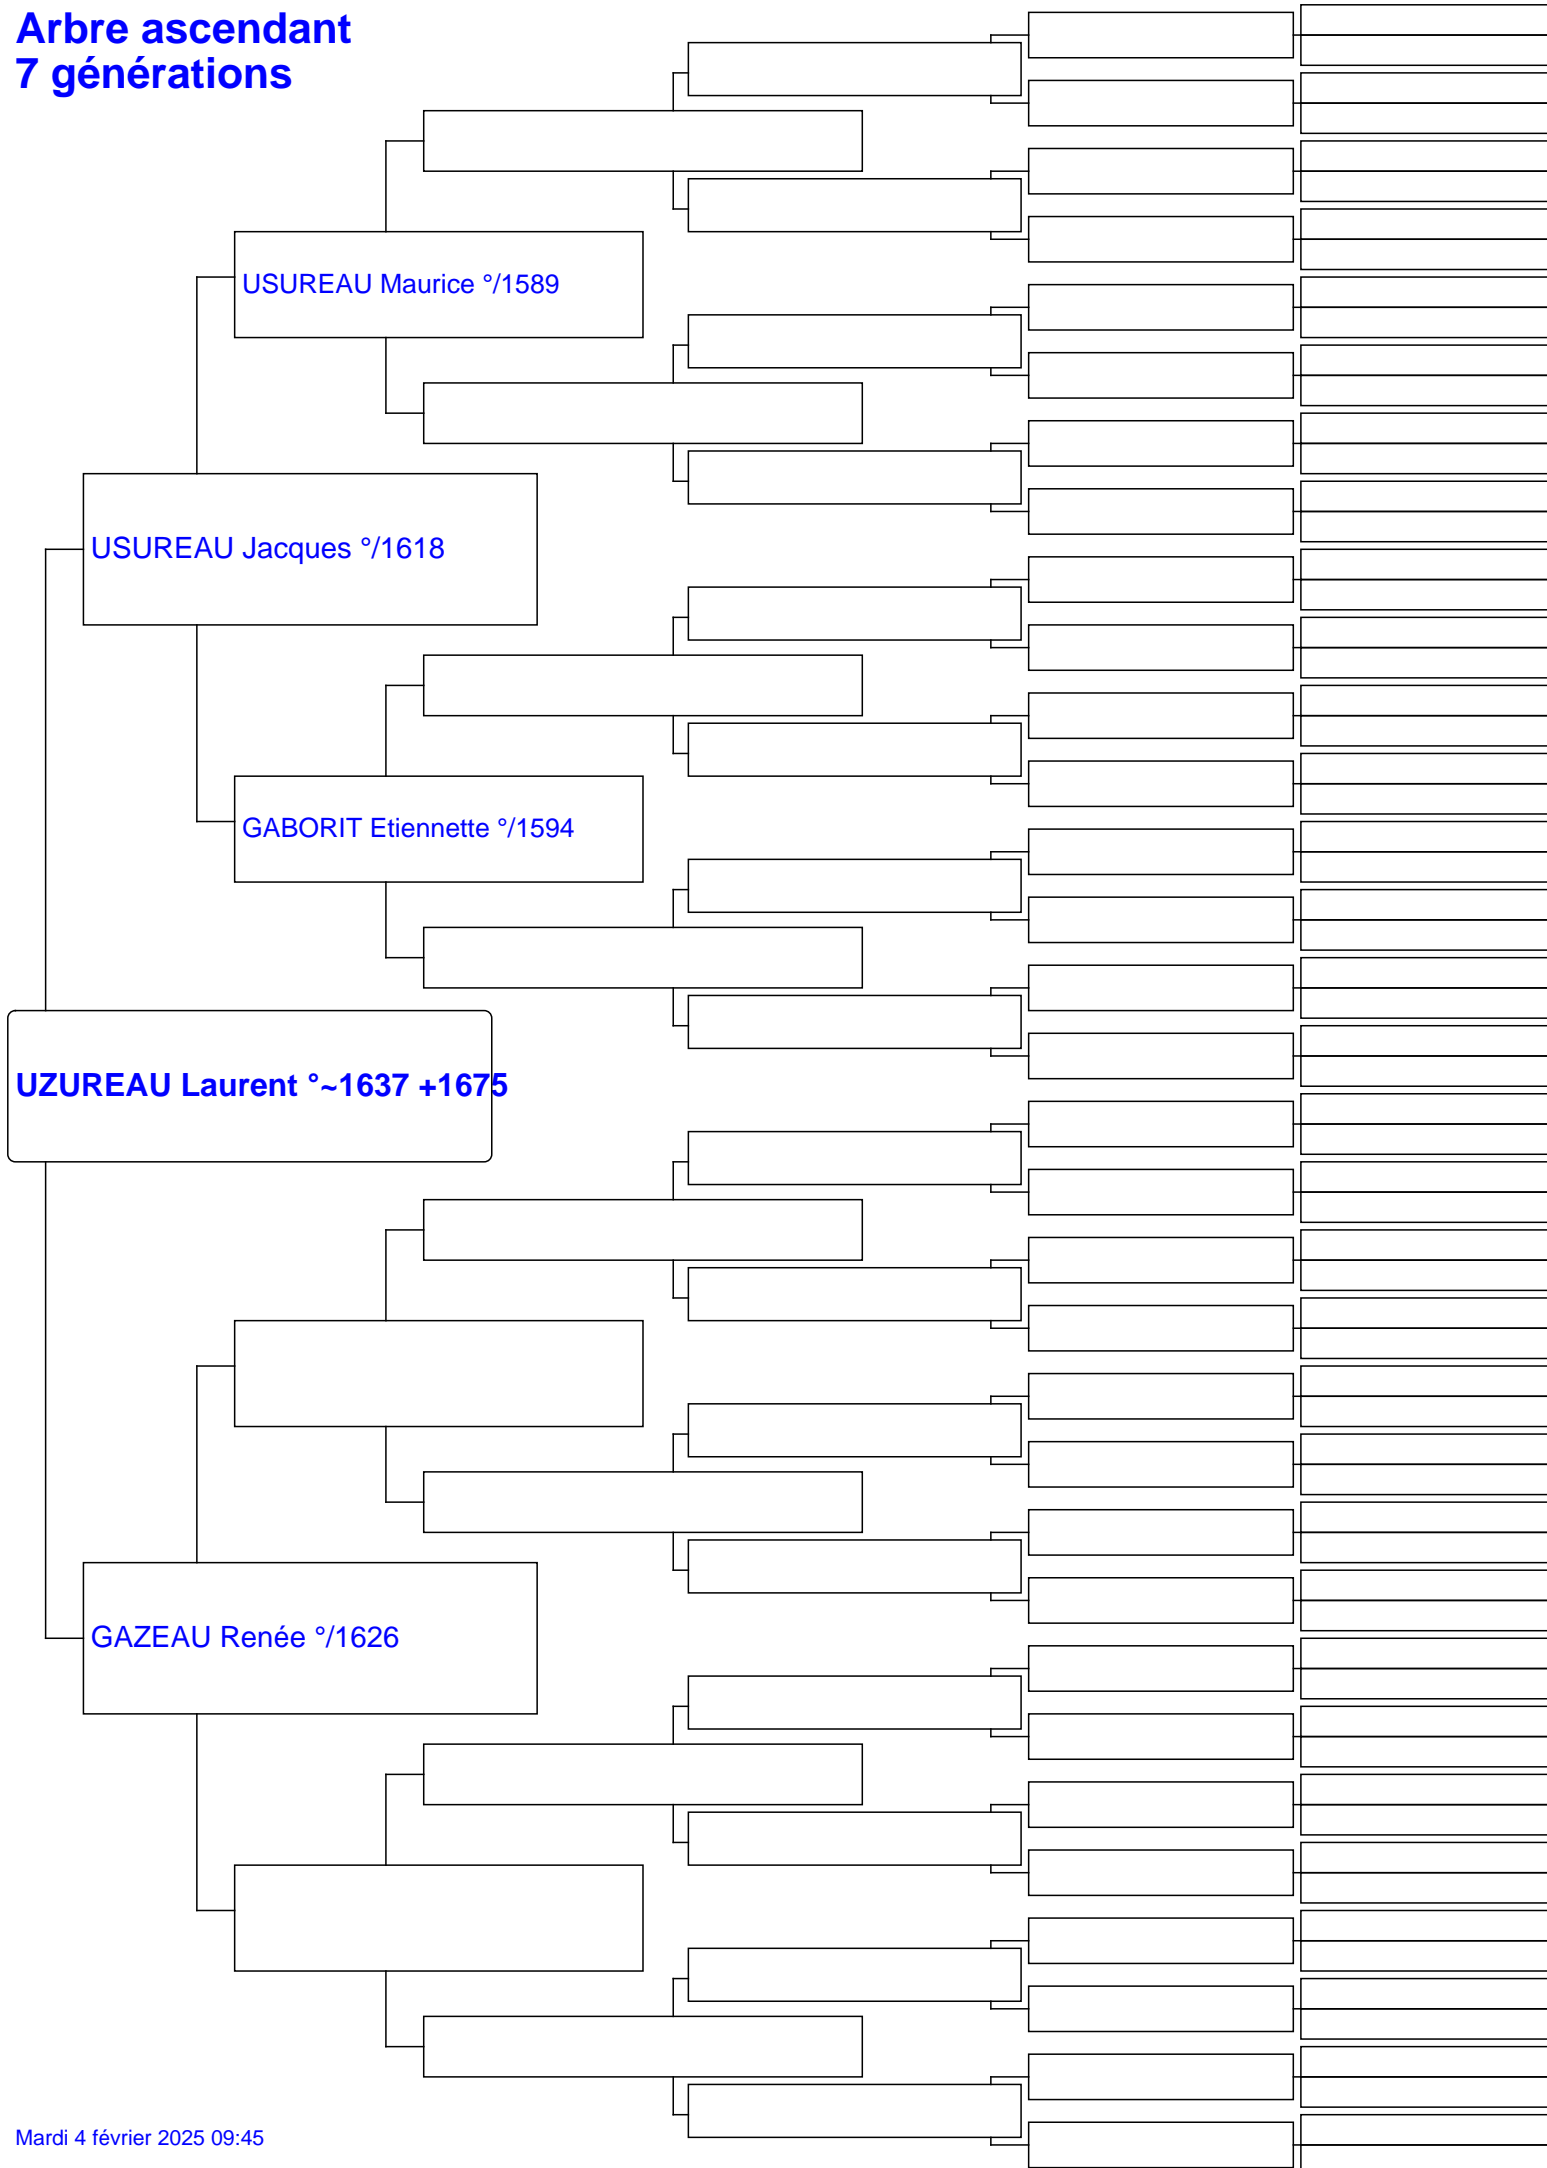 Arbre ascendant
7 générations
USUREAU Maurice °/1589
USUREAU Jacques °/1618
GABORIT Etiennette °/1594
UZUREAU Laurent °~1637 +1675
GAZEAU Renée °/1626
Mardi 4 février 2025 09:45